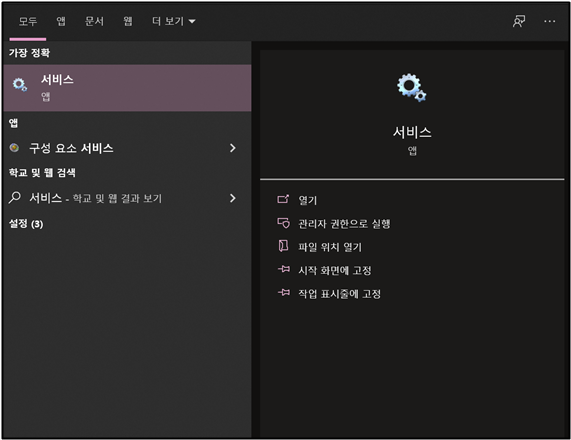 모두 앱 문서 웹 더 보기
가장 정확
서비스
앱
앱
구성 요소 서비스
학교 및 웹 검색
서비스 - 학교 및 웹 결과 보기
설정 (3)
서비스
앱
열기
관리자 권한으로 실행
파일 위치 열기
시작 화면에 고정
작업 표시줄에 고정